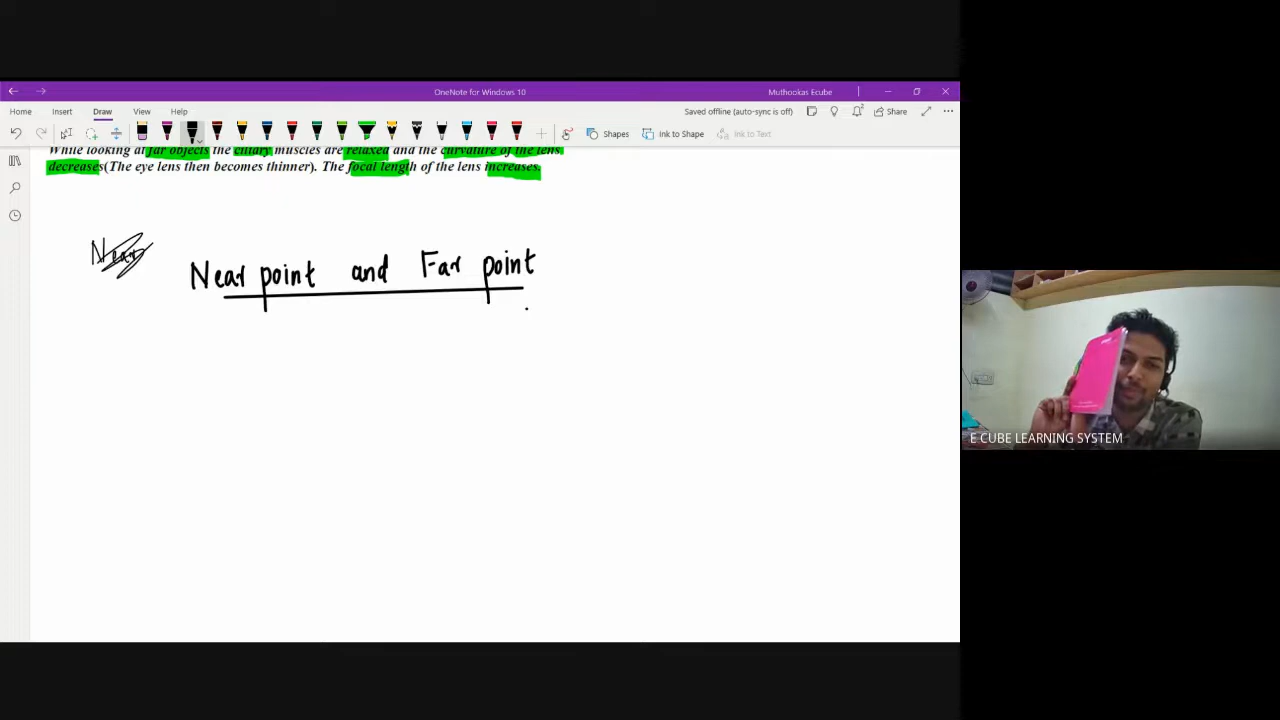 OneNote for Windows 10
Muthookas Ecube
Home Insert Draw View Help
Saved offline (auto-sync is off)
Share
Shapes
Ink to Shape
Ink to Text
While looking at far objects the ciliary muscles are relaxed and the curvature of the lens
decreases(The eye lens then becomes thinner). The focal length of the lens increases.
Near
Near point and Far point
E CUBE LEARNING SYSTEM